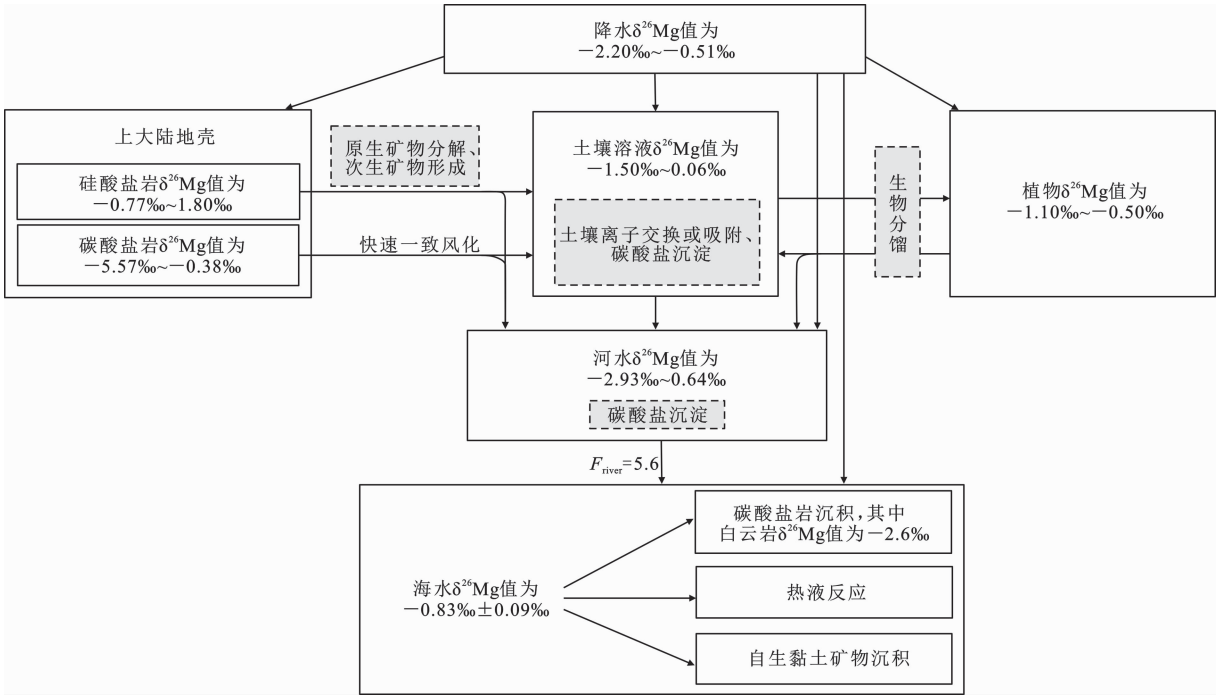 降水δ²⁶Mg值为
－2.20‰~－0.51‰
上大陆地壳
硅酸盐岩δ²⁶Mg值为
－0.77‰~1.80‰
碳酸盐岩δ²⁶Mg值为
－5.57‰~－0.38‰
原生矿物分解、
次生矿物形成
快速一致风化
土壤溶液δ²⁶Mg值为
－1.50‰~0.06‰
土壤离子交换或吸附、
碳酸盐沉淀
生物分馏
植物δ²⁶Mg值为
－1.10‰~－0.50‰
河水δ²⁶Mg值为
－2.93‰~0.64‰
碳酸盐沉淀
F_river=5.6
海水δ²⁶Mg值为
－0.83‰±0.09‰
碳酸盐岩沉积,其中
白云岩δ²⁶Mg值为－2.6‰
热液反应
自生黏土矿物沉积